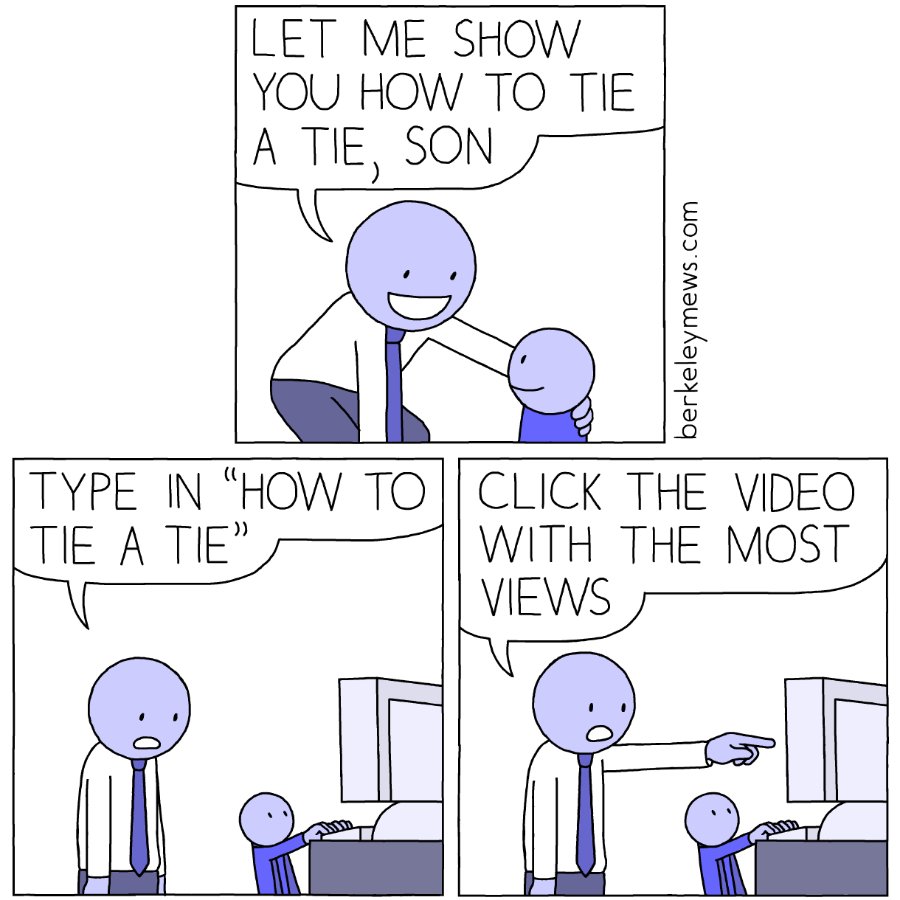 LET ME SHOW
YOU HOW TO TIE
A TIE, SON
berkeleymews.com
TYPE IN “HOW TO
TIE A TIE”
CLICK THE VIDEO
WITH THE MOST
VIEWS